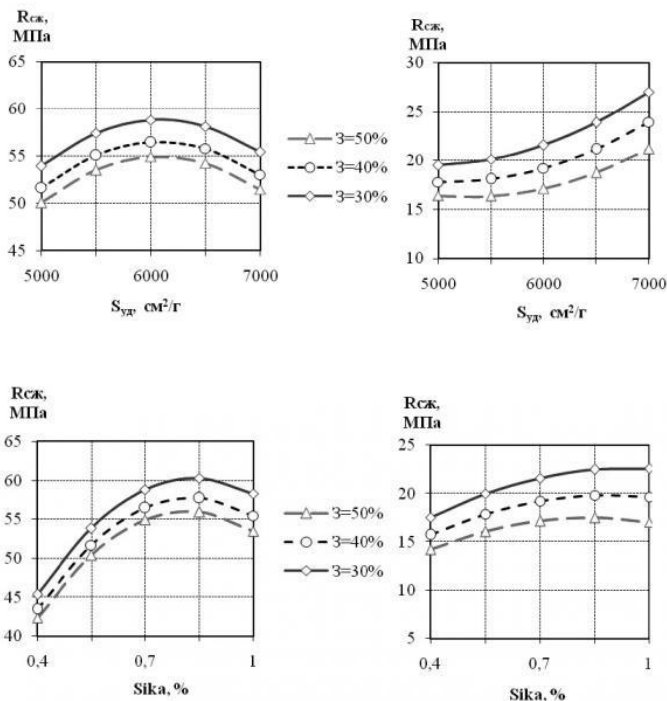 Rсж,
МПа
65
60
55
50
45
5000
6000
7000
Sуд, см²/г
З=50%
З=40%
З=30%
Rсж,
МПа
30
25
20
15
10
5000
6000
7000
Sуд, см²/г
Rсж,
МПа
65
60
55
50
45
40
0,4
0,7
1
Sika, %
З=50%
З=40%
З=30%
Rсж,
МПа
25
20
15
10
5
0,4
0,7
1
Sika, %